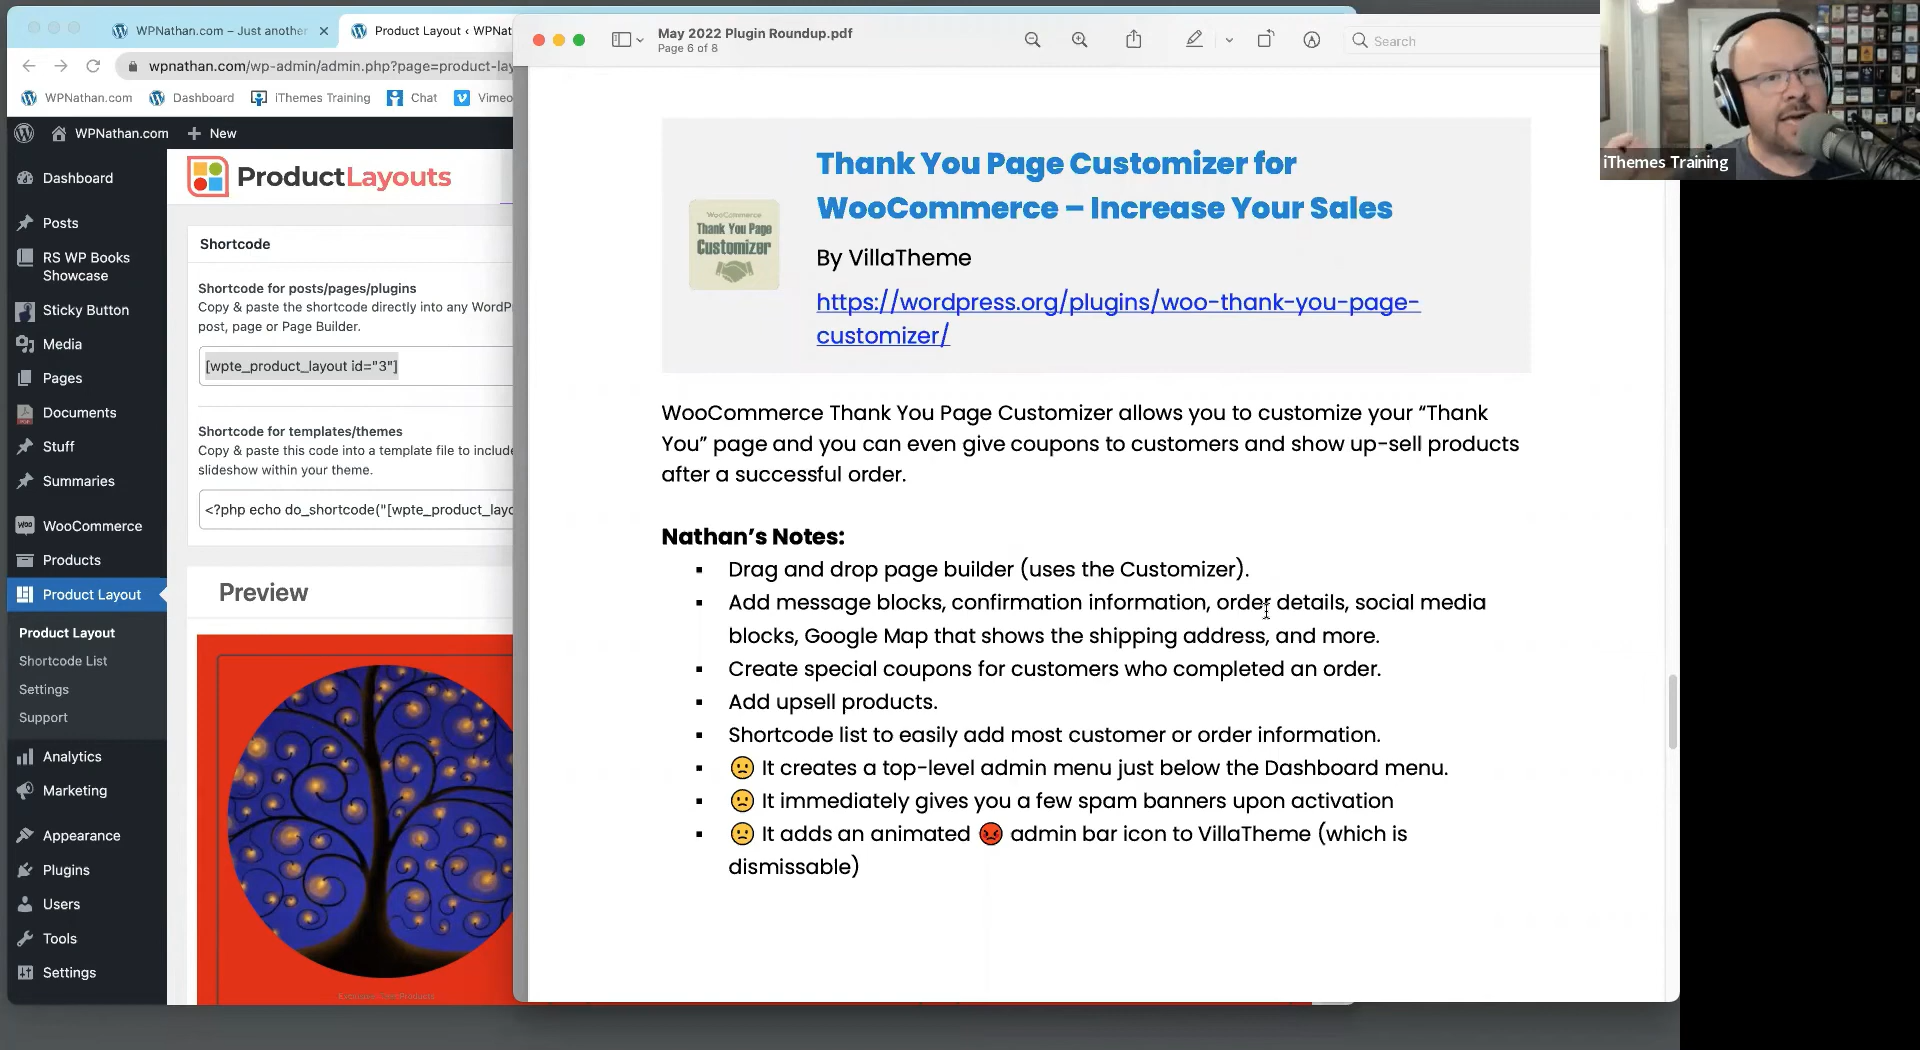 WPNathan.com – Just another
Product Layout ‹ WPNat
wpnathan.com/wp-admin/admin.php?page=product-lay
WPNathan.com
Dashboard
iThemes Training
Chat
Vimeo
WPNathan.com
New
Dashboard
Posts
RS WP Books
Showcase
Sticky Button
Media
Pages
Documents
Stuff
Summaries
WooCommerce
Products
Product Layout
Product Layout
Shortcode List
Settings
Support
Analytics
Marketing
Appearance
Plugins
Users
Tools
Settings
ProductLayouts
Shortcode
Shortcode for posts/pages/plugins
Copy & paste the shortcode directly into any WordP
post, page or Page Builder.
[wpte_product_layout id="3"]
Shortcode for templates/themes
Copy & paste this code into a template file to include
slideshow within your theme.
<?php echo do_shortcode("[wpte_product_layo
Preview
May 2022 Plugin Roundup.pdf
Page 6 of 8
Search
WooCommerce
Thank You Page
Customizer
Thank You Page Customizer for
WooCommerce – Increase Your Sales
By VillaTheme
https://wordpress.org/plugins/woo-thank-you-page-
customizer/
WooCommerce Thank You Page Customizer allows you to customize your “Thank
You” page and you can even give coupons to customers and show up-sell products
after a successful order.
Nathan’s Notes:
▪ Drag and drop page builder (uses the Customizer).
▪ Add message blocks, confirmation information, order details, social media
blocks, Google Map that shows the shipping address, and more.
▪ Create special coupons for customers who completed an order.
▪ Add upsell products.
▪ Shortcode list to easily add most customer or order information.
▪ 🙁 It creates a top-level admin menu just below the Dashboard menu.
▪ 🙁 It immediately gives you a few spam banners upon activation
▪ 🙁 It adds an animated 😡 admin bar icon to VillaTheme (which is
dismissable)
iThemes Training